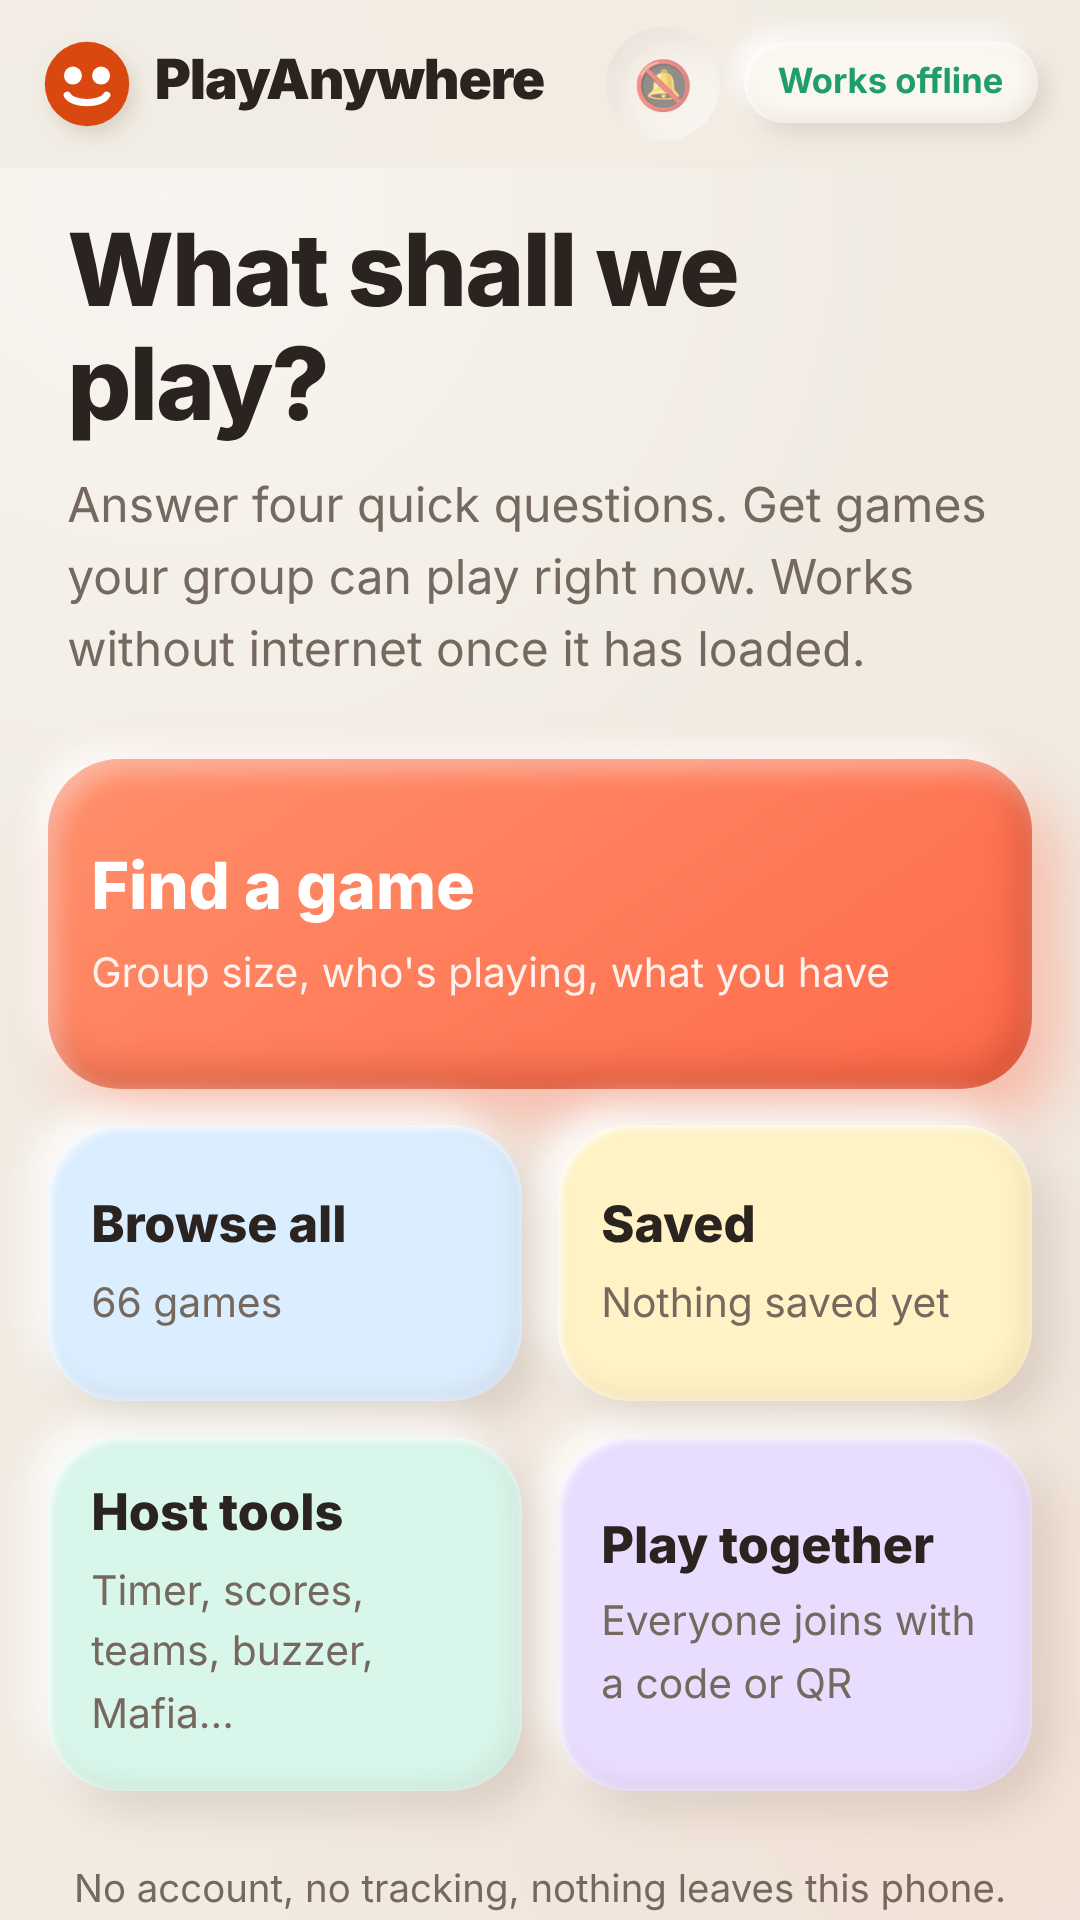 PlayAnywhere
Works offline
What shall we
play?
Answer four quick questions. Get games
your group can play right now. Works
without internet once it has loaded.
Find a game
Group size, who's playing, what you have
Browse all
66 games
Saved
Nothing saved yet
Host tools
Timer, scores,
teams, buzzer,
Mafia...
Play together
Everyone joins with
a code or QR
No account, no tracking, nothing leaves this phone.